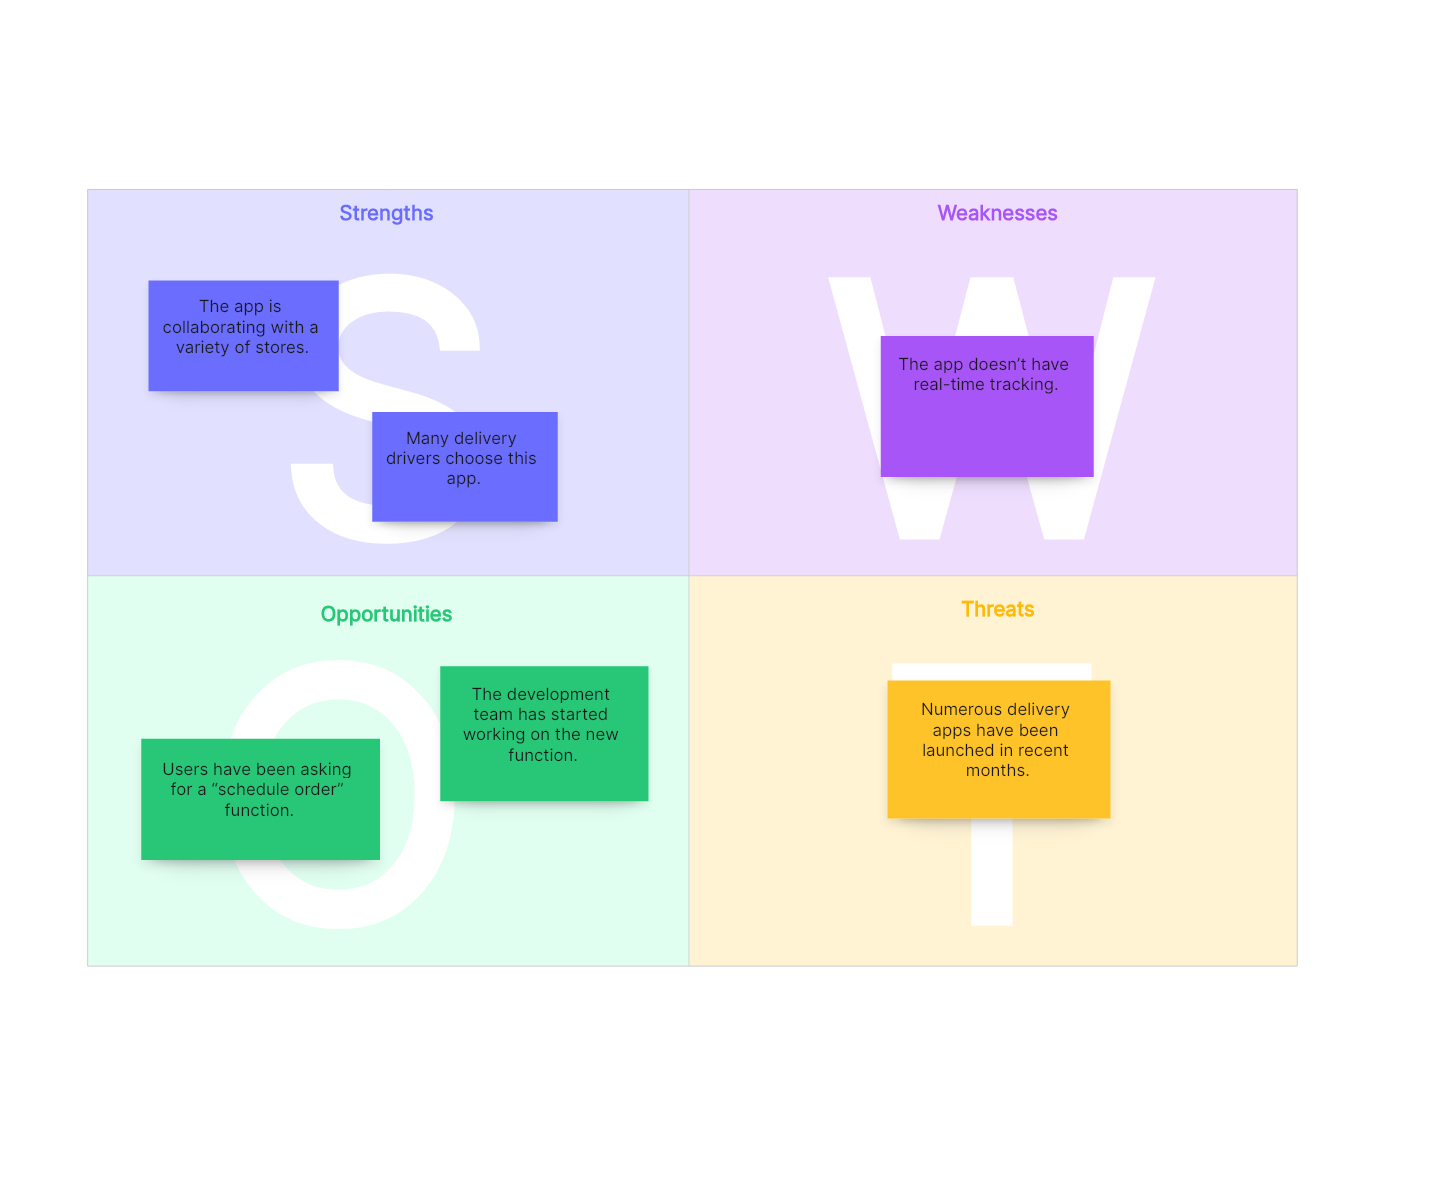 Strengths
S
The app is
collaborating with a
variety of stores.
Many delivery
drivers choose this
app.
Weaknesses
W
The app doesn’t have
real-time tracking.
Opportunities
O
The development
team has started
working on the new
function.
Users have been asking
for a “schedule order”
function.
Threats
T
Numerous delivery
apps have been
launched in recent
months.